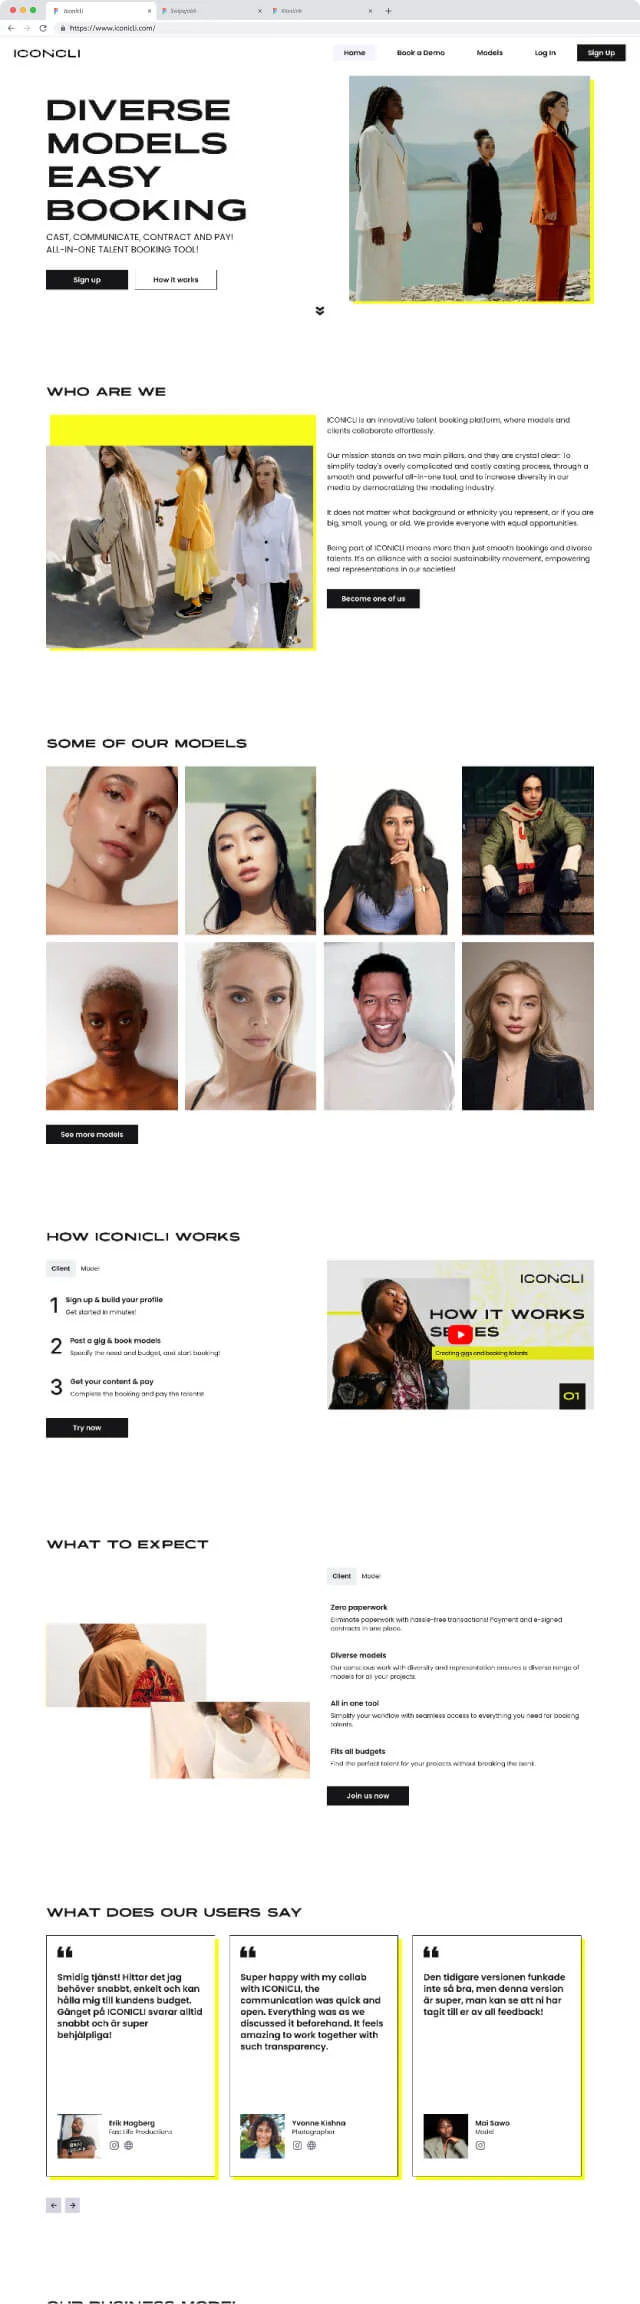 Iconicli
Swipejobb
Klanlink
https://www.iconicli.com/
ICONCLI
Home
Book a Demo
Models
Log In
Sign Up
DIVERSE
MODELS
EASY
BOOKING
CAST, COMMUNICATE, CONTRACT AND PAY!
ALL-IN-ONE TALENT BOOKING TOOL!
Sign up
How it works
WHO ARE WE
ICONICLI is an innovative talent booking platform, where models and
clients collaborate effortlessly.
Our mission stands on two main pillars, and they are crystal clear: To
simplify today's overly complicated and costly casting process, through a
smooth and powerful all-in-one tool, and to increase diversity in our
media by democratizing the modeling industry.
It does not matter what background or ethnicity you represent, or if you are
big, small, young, or old. We provide everyone with equal opportunities.
Being part of ICONICLI means more than just smooth bookings and diverse
talents. It's an alliance with a social sustainability movement, empowering
real representations in our societies!
Become one of us
SOME OF OUR MODELS
See more models
HOW ICONICLI WORKS
Client
Model
1
Sign up & build your profile
Get started in minutes!
2
Post a gig & book models
Specify the need and budget, and start booking!
3
Get your content & pay
Complete the booking and pay the talents!
Try now
ICONCLI
HOW IT WORKS
SERIES
Creating gigs and booking talents
01
WHAT TO EXPECT
Client
Model
Zero paperwork
Eliminate paperwork with hassle-free transactions! Payment and e-signed
contracts in one place.
Diverse models
Our conscious work with diversity and representation ensures a diverse range of
models for all your projects.
All in one tool
Simplify your workflow with seamless access to everything you need for booking
talents.
Fits all budgets
Find the perfect talent for your projects without breaking the bank.
Join us now
WHAT DOES OUR USERS SAY
Smidig tjänst! Hittar det jag
behöver snabbt, enkelt och kan
hålla mig till kundens budget.
Gänget på ICONICLI svarar alltid
snabbt och är super
behjälpliga!
Erik Hagberg
Fast Life Productions
Super happy with my collab
with ICONICLI, the
communication was quick and
open. Everything was as we
discussed it beforehand. It feels
amazing to work together with
such transparency.
Yvonne Kishna
Photographer
Den tidigare versionen funkade
inte så bra, men denna version
är super, man kan se att ni har
tagit till er av all feedback!
Mai Sawo
Model
OUR BUSINESS MODEL